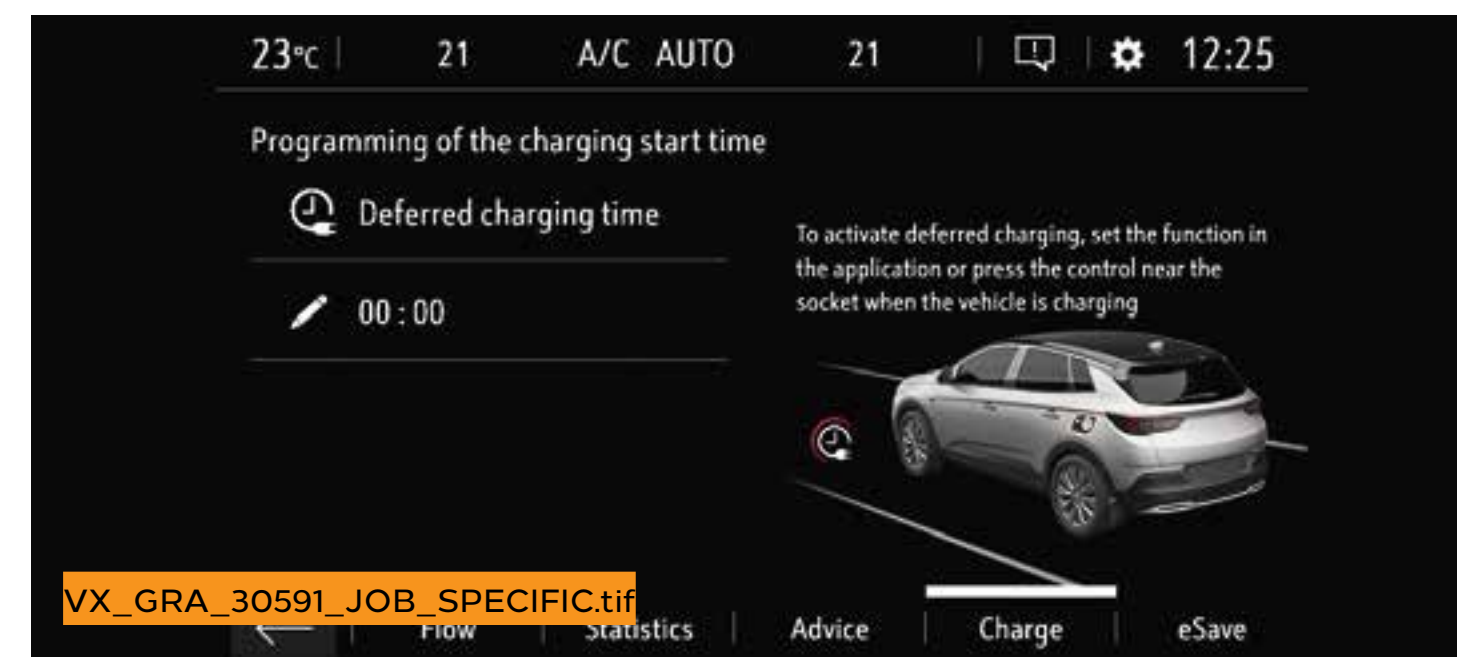 23°C 21 A/C AUTO 21 12:25
Programming of the charging start time
Deferred charging time
00 : 00
To activate deferred charging, set the function in
the application or press the control near the
socket when the vehicle is charging
VX_GRA_30591_JOB_SPECIFIC.tif
Flow Statistics Advice Charge eSave